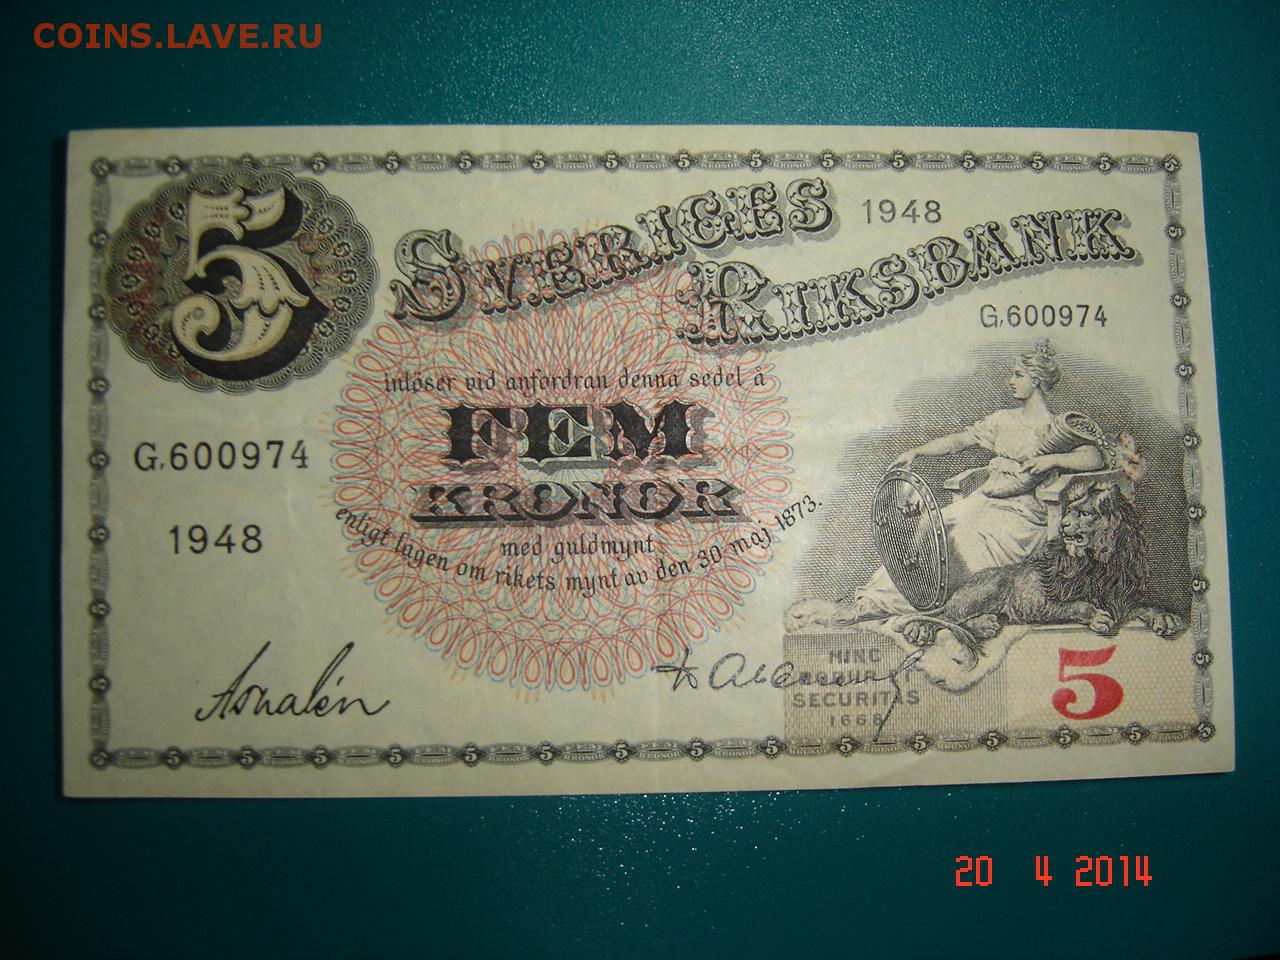 COINS.LAVE.RU
5
SVERIGES
1948
RIKSBANK
G,600974
inlöser vid anfordran denna sedel å
FEM
KRONOR
G,600974
med guldmynt
enligt lagen om rikets mynt av den 30 maj 1873.
1948
HINC
SECURITAS
1668
5
20 4 2014